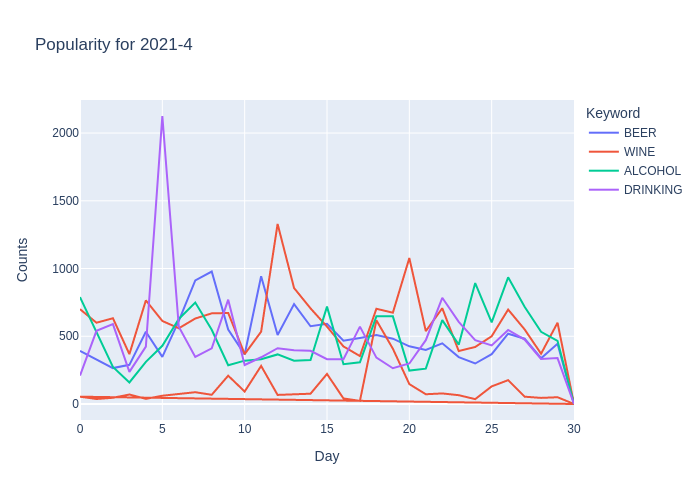 Popularity for 2021-4
Keyword
BEER
WINE
ALCOHOL
DRINKING
Counts
2000
1500
1000
500
0
0 5 10 15 20 25 30
Day